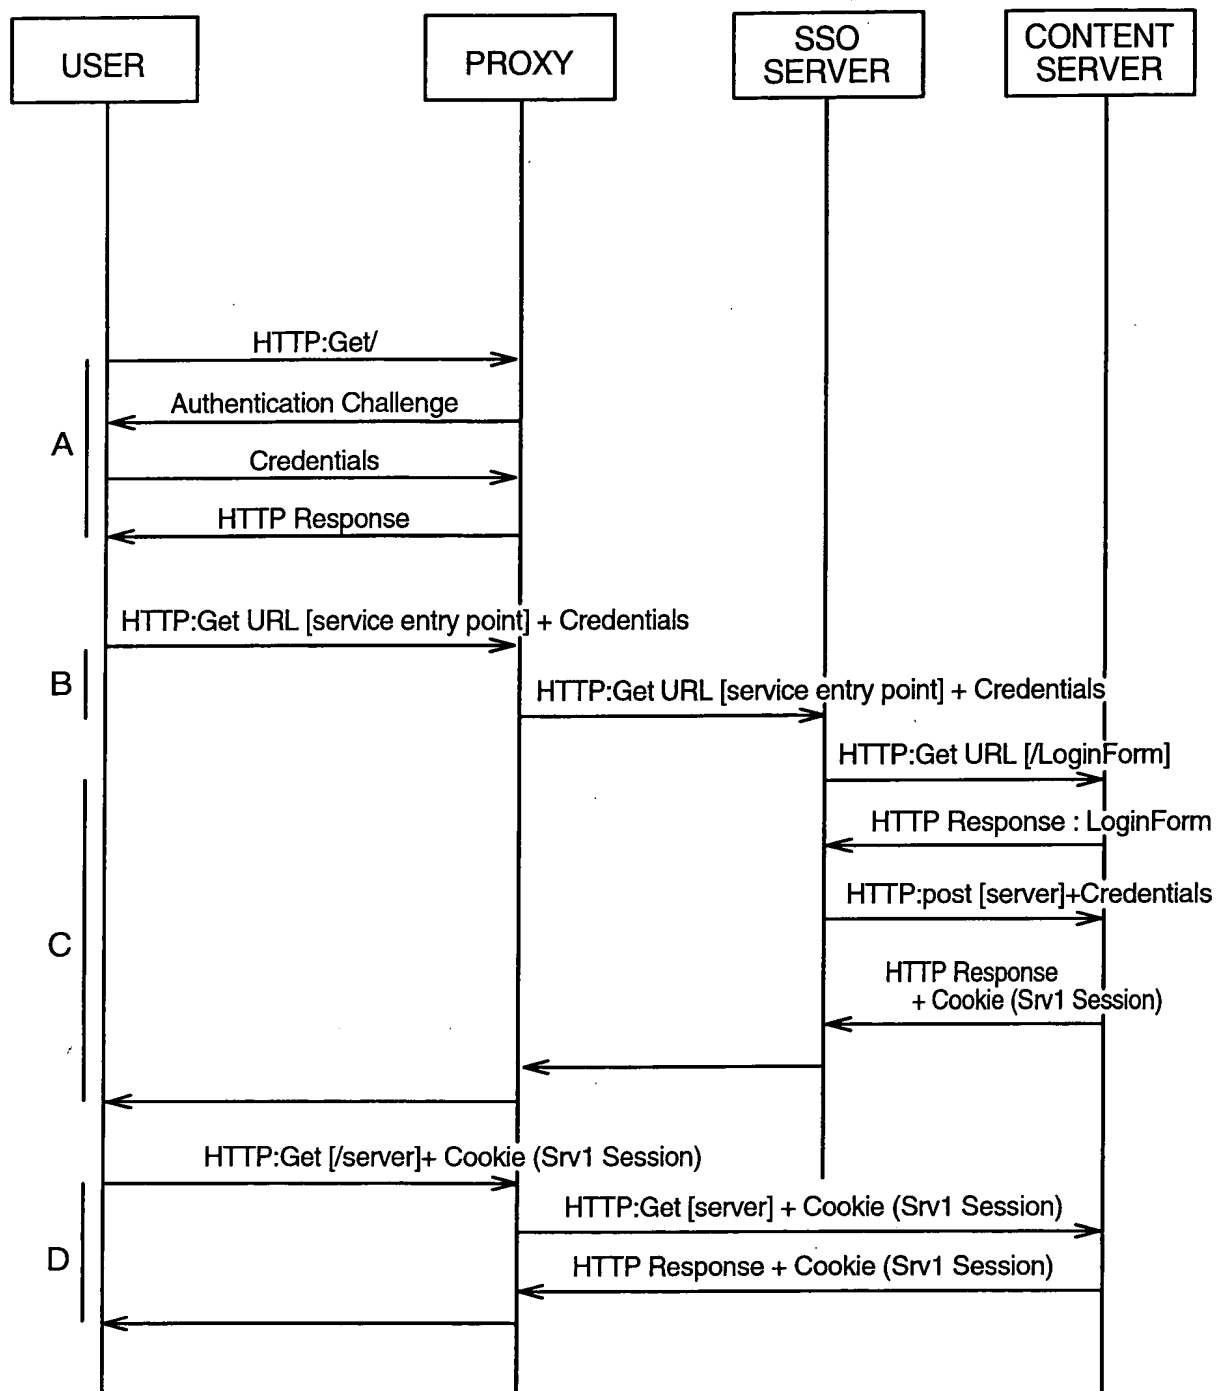 USER
PROXY
SSO
SERVER
CONTENT
SERVER
HTTP:Get/
Authentication Challenge
A
Credentials
HTTP Response
HTTP:Get URL [service entry point] + Credentials
B
HTTP:Get URL [service entry point] + Credentials
HTTP:Get URL [/LoginForm]
HTTP Response : LoginForm
HTTP:post [server]+Credentials
C
HTTP Response
+ Cookie (Srv1 Session)
HTTP:Get [/server]+ Cookie (Srv1 Session)
HTTP:Get [server] + Cookie (Srv1 Session)
D
HTTP Response + Cookie (Srv1 Session)